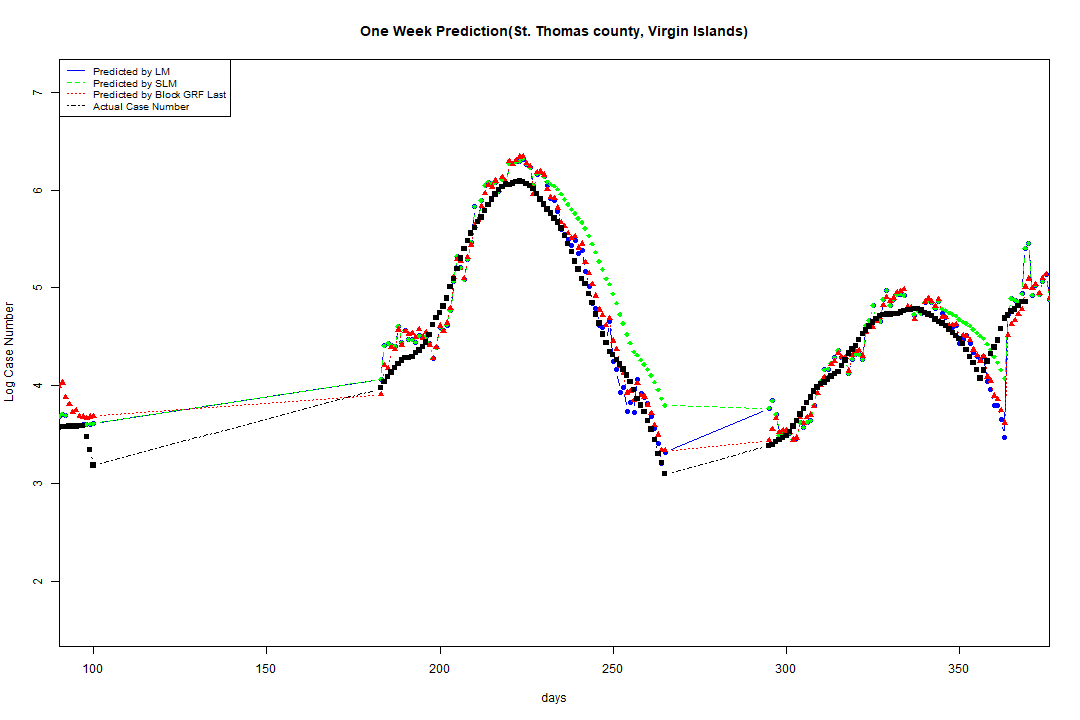 One Week Prediction(St. Thomas county, Virgin Islands)
Predicted by LM
Predicted by SLM
Predicted by Block GRF Last
Actual Case Number
7
6
5
4
3
2
Log Case Number
100 150 200 250 300 350
days